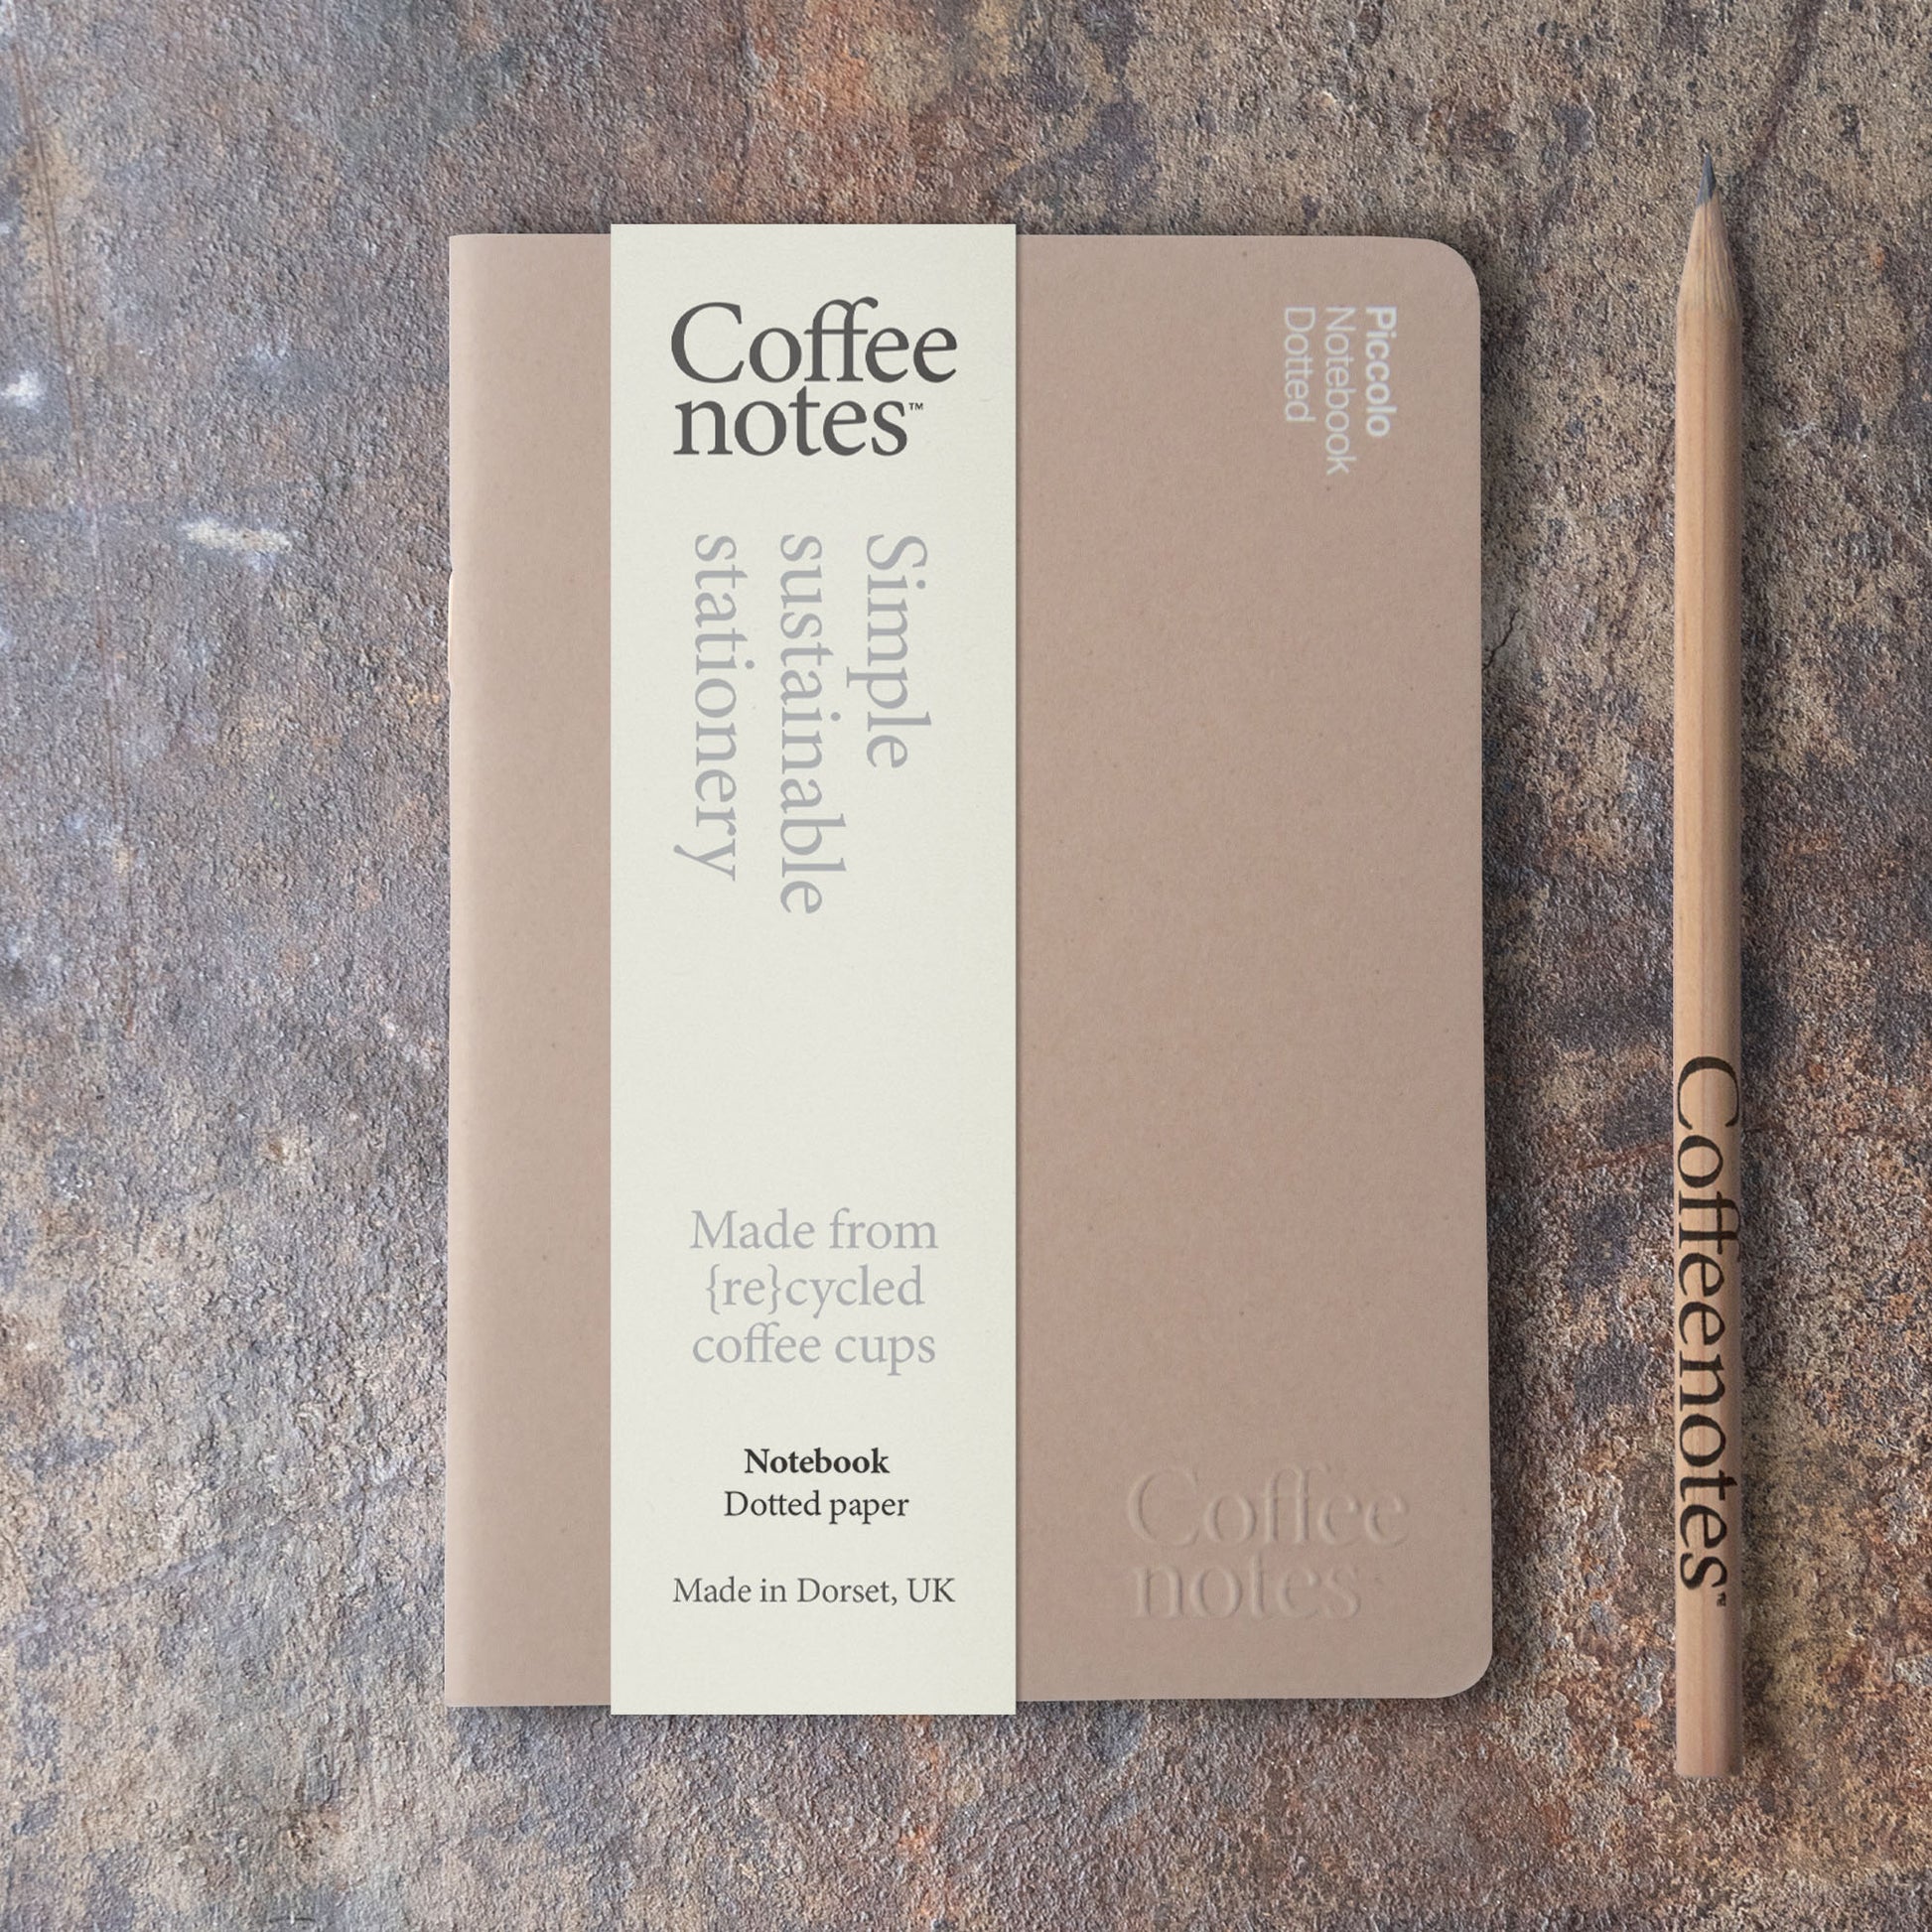 Coffee
notes™
Simple
sustainable
stationery
Made from
{re}cycled
coffee cups
Notebook
Dotted paper
Made in Dorset, UK
Piccolo
Notebook
Dotted
Coffee
notes™
Coffeenotes™